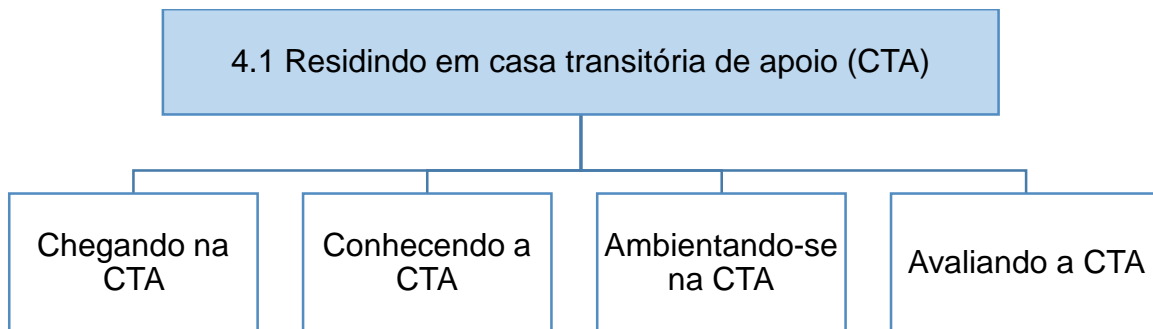 4.1 Residindo em casa transitória de apoio (CTA)
Chegando na
CTA
Conhecendo a
CTA
Ambientando-se
na CTA
Avaliando a CTA